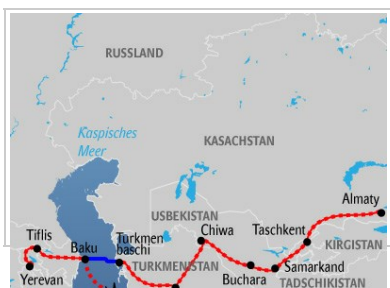 RUSSLAND
Kaspisches
Meer
KASACHSTAN
Almaty
USBEKISTAN
Tiflis
Baku
Turkmen
baschi
Chiwa
Taschkent
KIRGISTAN
TURKMENISTAN
Yerevan
Buchara
Samarkand
TADSCHIKISTAN